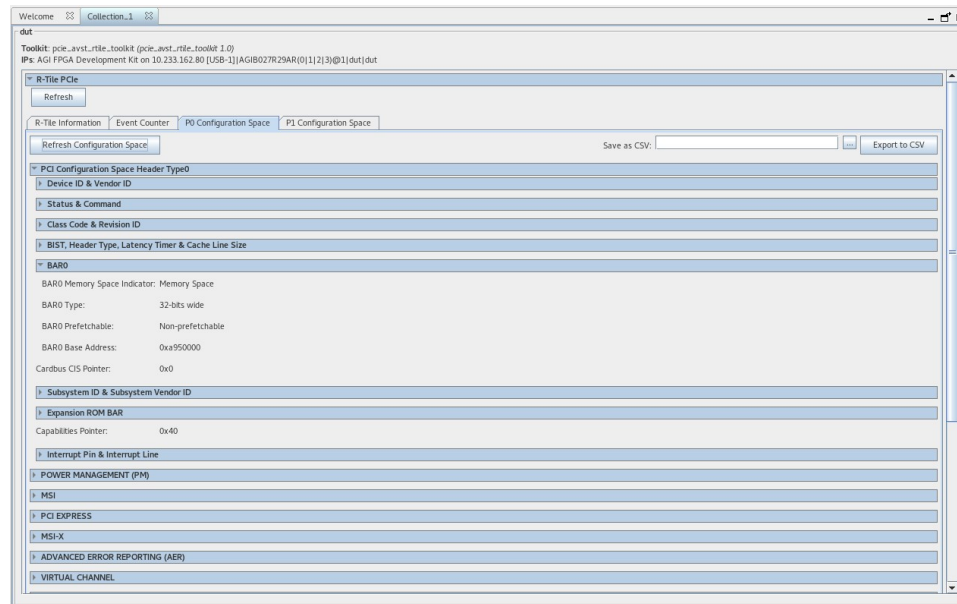 Welcome Collection_1
dut
Toolkit: pcie_avst_rtile_toolkit (pcie_avst_rtile_toolkit 1.0)
IPs: AGI FPGA Development Kit on 10.233.162.80 [USB-1]|AGIB027R29AR(0|1|2|3)@1|dut|dut
R-Tile PCIe
Refresh
R-Tile Information Event Counter P0 Configuration Space P1 Configuration Space
Refresh Configuration Space Save as CSV: ... Export to CSV
PCI Configuration Space Header Type0
Device ID & Vendor ID
Status & Command
Class Code & Revision ID
BIST, Header Type, Latency Timer & Cache Line Size
BAR0
BAR0 Memory Space Indicator: Memory Space
BAR0 Type: 32-bits wide
BAR0 Prefetchable: Non-prefetchable
BAR0 Base Address: 0xa950000
Cardbus CIS Pointer: 0x0
Subsystem ID & Subsystem Vendor ID
Expansion ROM BAR
Capabilities Pointer: 0x40
Interrupt Pin & Interrupt Line
POWER MANAGEMENT (PM)
MSI
PCI EXPRESS
MSI-X
ADVANCED ERROR REPORTING (AER)
VIRTUAL CHANNEL